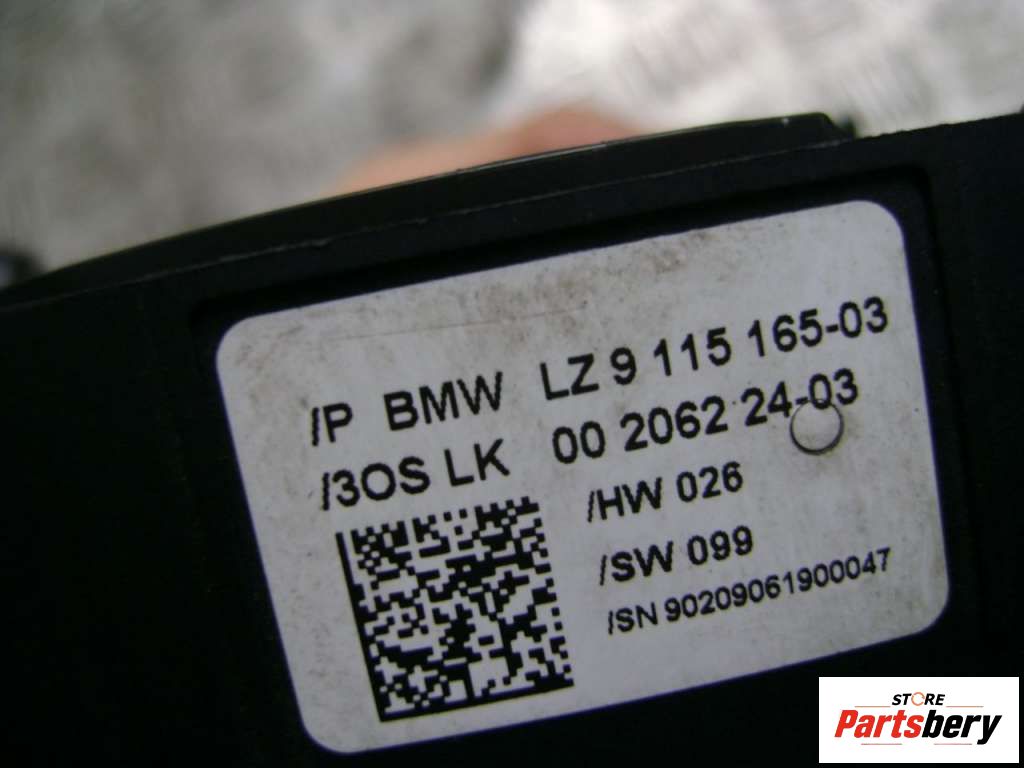 /P BMW LZ 9 115 165-03
/3OS LK 00 2062 24-03
/HW 026
/SW 099
/SN 90209061900047
STORE
Partsbery